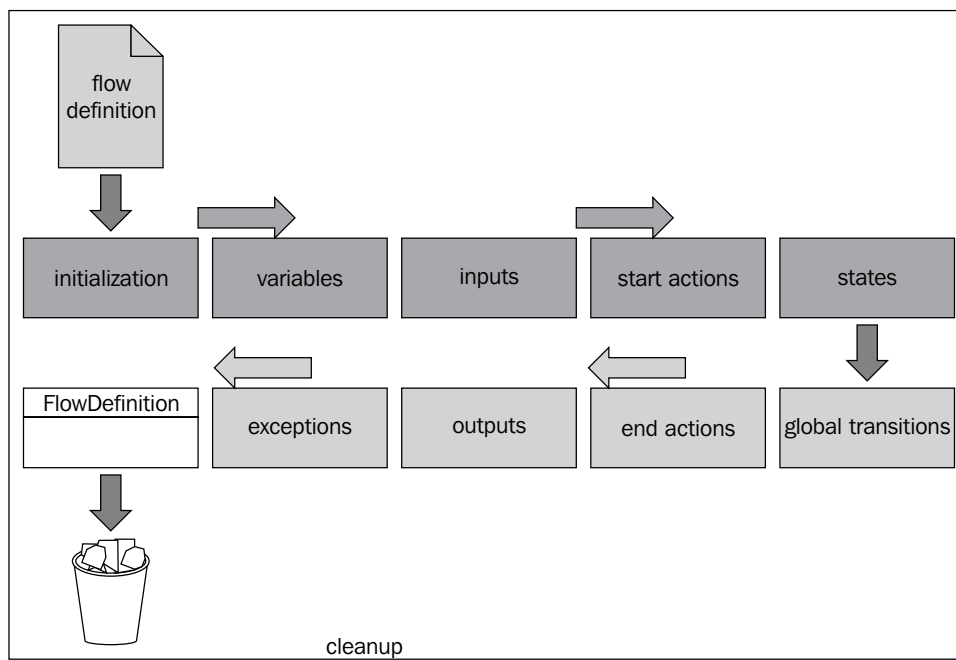 flow
definition
initialization
variables
inputs
start actions
states
FlowDefinition
exceptions
outputs
end actions
global transitions
cleanup